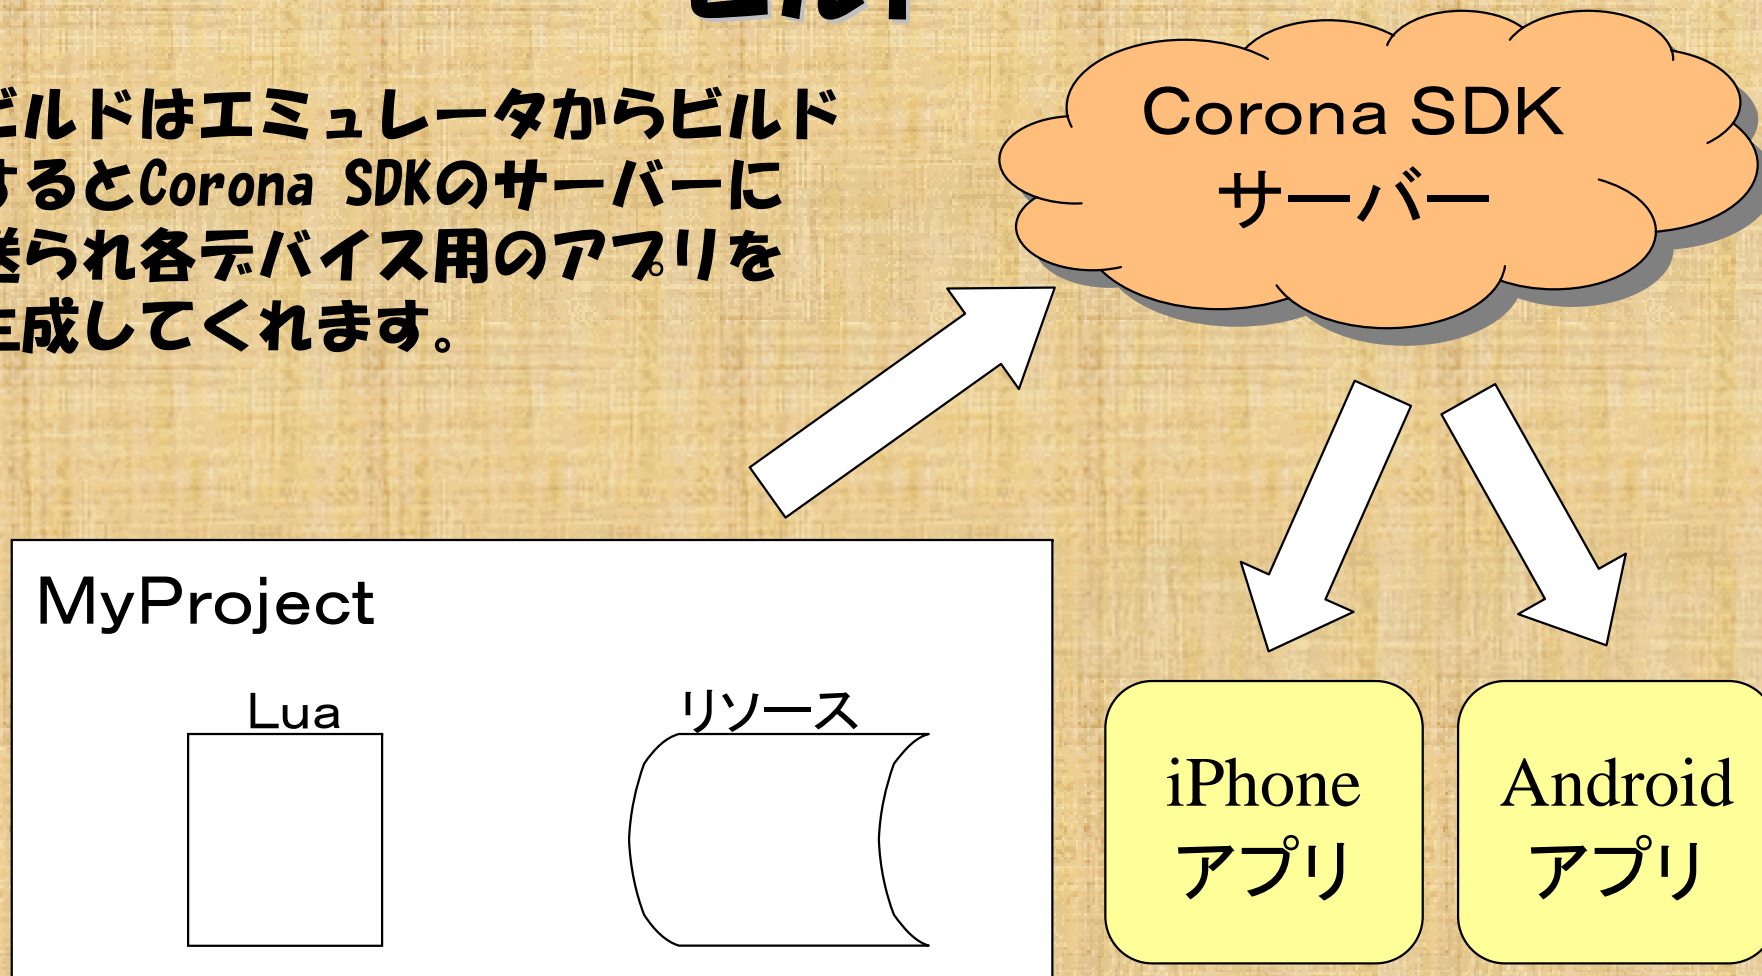 ビルド
ビルドはエミュレータからビルド
するとCorona SDKのサーバーに
送られ各デバイス用のアプリを
生成してくれます。
Corona SDK
サーバー
MyProject
Lua
リソース
iPhone
アプリ
Android
アプリ